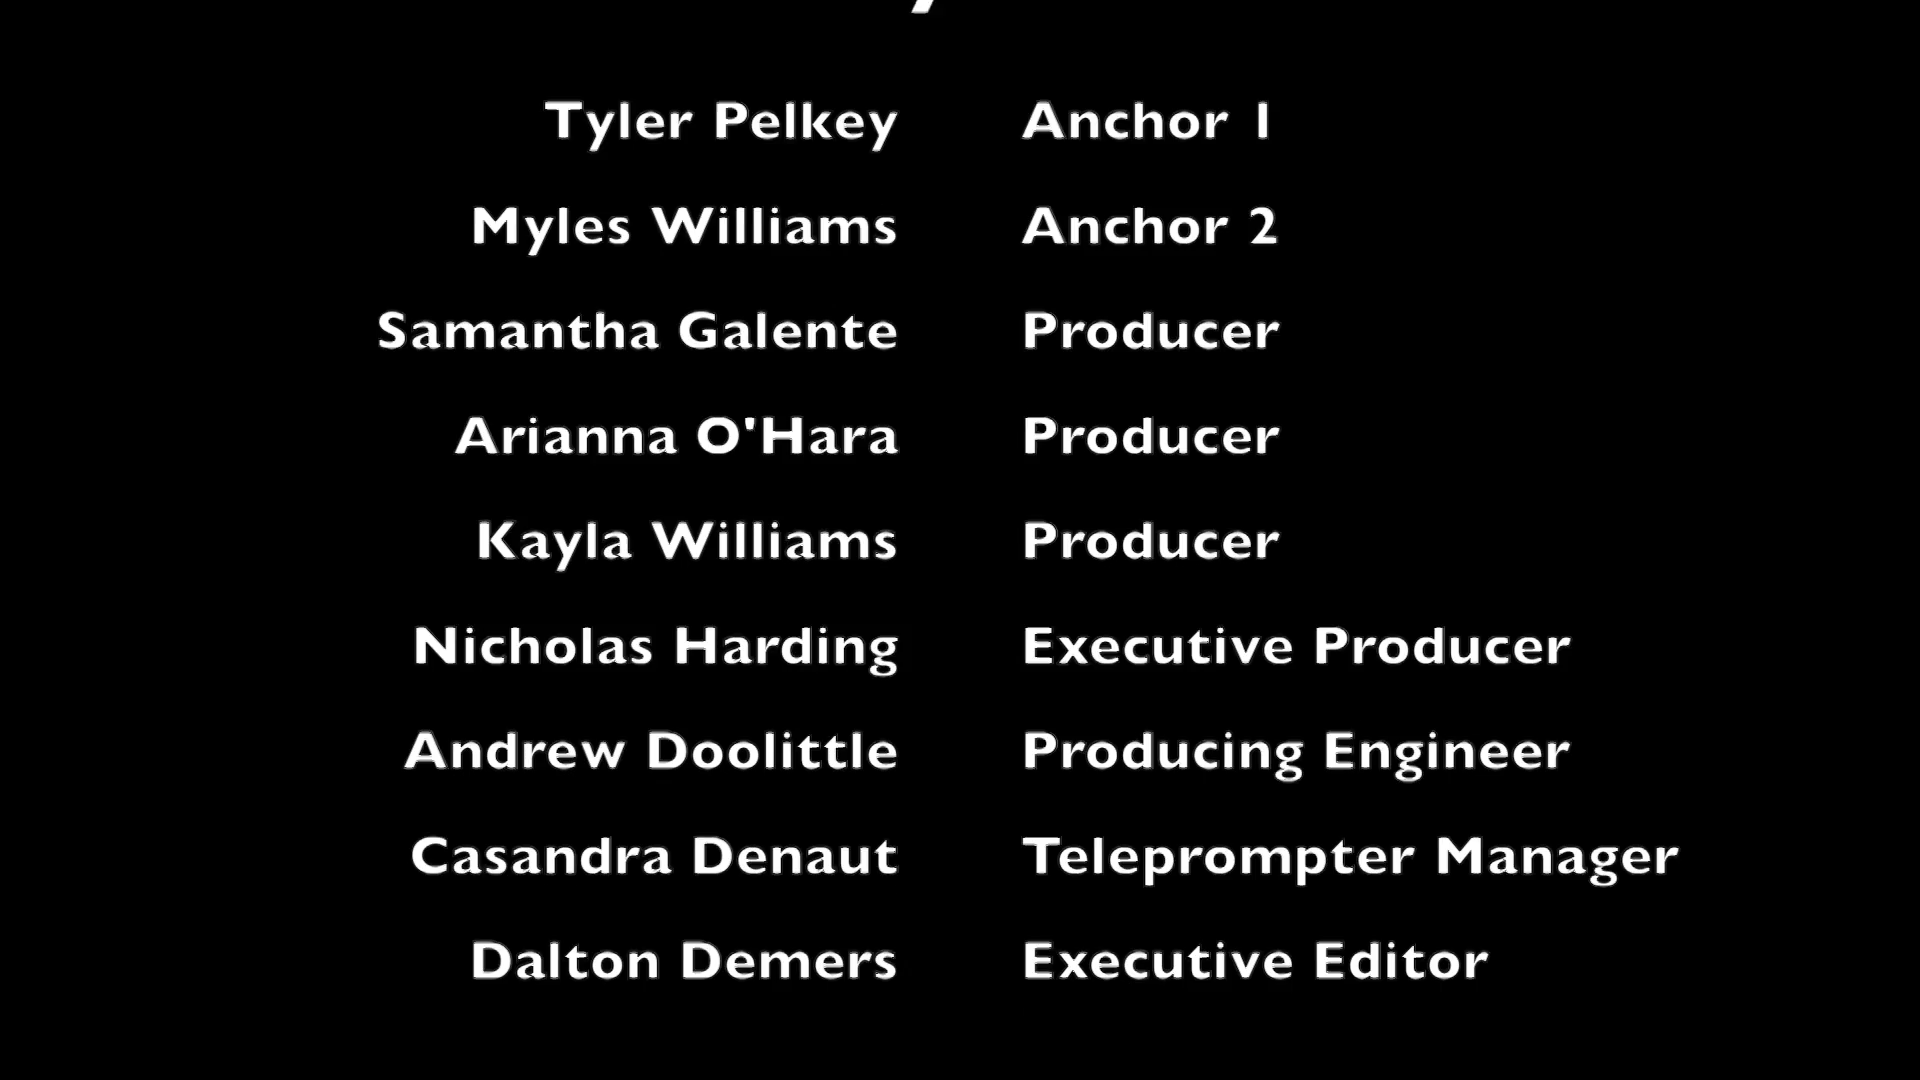 Tyler Pelkey Anchor 1
Myles Williams Anchor 2
Samantha Galente Producer
Arianna O'Hara Producer
Kayla Williams Producer
Nicholas Harding Executive Producer
Andrew Doolittle Producing Engineer
Casandra Denaut Teleprompter Manager
Dalton Demers Executive Editor